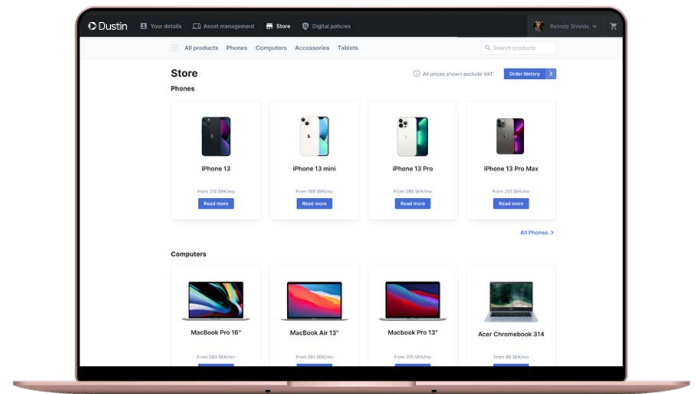 Dustin
Your details
Asset management
Store
Digital policies
Belinda Shields
All products
Phones
Computers
Accessories
Tablets
Search products
Store
All prices shown exclude VAT
Order history
Phones
iPhone 13
iPhone 13 mini
iPhone 13 Pro
iPhone 13 Pro Max
Read more
Read more
Read more
Read more
All Phones
Computers
MacBook Pro 16"
MacBook Air 13"
Macbook Pro 13"
Acer Chromebook 314